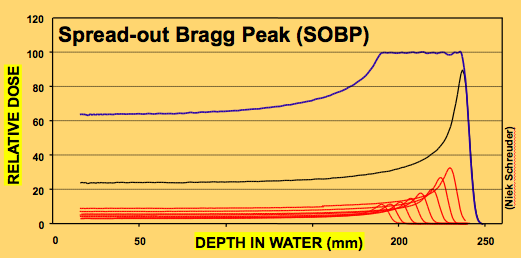 Spread-out Bragg Peak (SOBP)
RELATIVE DOSE
120
100
80
60
40
20
0
0 50 150 200 250
DEPTH IN WATER (mm)
(Niek Schreuder)